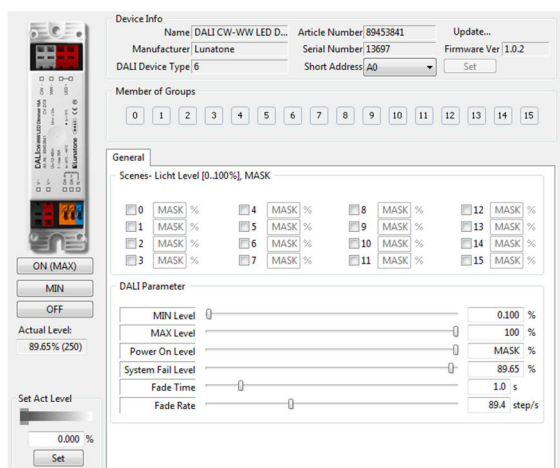 Device Info
Name DALI CW-WW LED D... Article Number 89453841 Update...
Manufacturer Lunatone Serial Number 13697 Firmware Ver 1.0.2
DALI Device Type 6 Short Address A0 Set
Member of Groups
0 1 2 3 4 5 6 7 8 9 10 11 12 13 14 15
General
Scenes- Licht Level [0..100%], MASK
0 MASK % 4 MASK % 8 MASK % 12 MASK %
1 MASK % 5 MASK % 9 MASK % 13 MASK %
2 MASK % 6 MASK % 10 MASK % 14 MASK %
3 MASK % 7 MASK % 11 MASK % 15 MASK %
ON (MAX)
MIN
OFF
Actual Level:
89.65% (250)
Set Act Level
0.000 %
Set
DALI Parameter
MIN Level 0.100 %
MAX Level 100 %
Power On Level MASK %
System Fail Level 89.65 %
Fade Time 1.0 s
Fade Rate 89.4 step/s
Lunatone